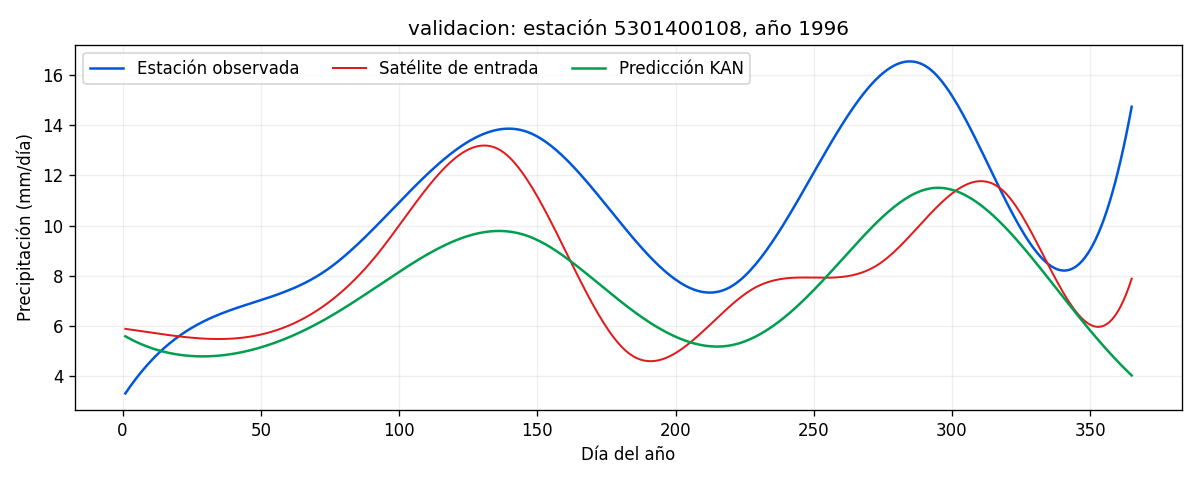 validacion: estación 5301400108, año 1996
Estación observada
Satélite de entrada
Predicción KAN
Precipitación (mm/día)
16
14
12
10
8
6
4
0
50
100
150
200
250
300
350
Día del año